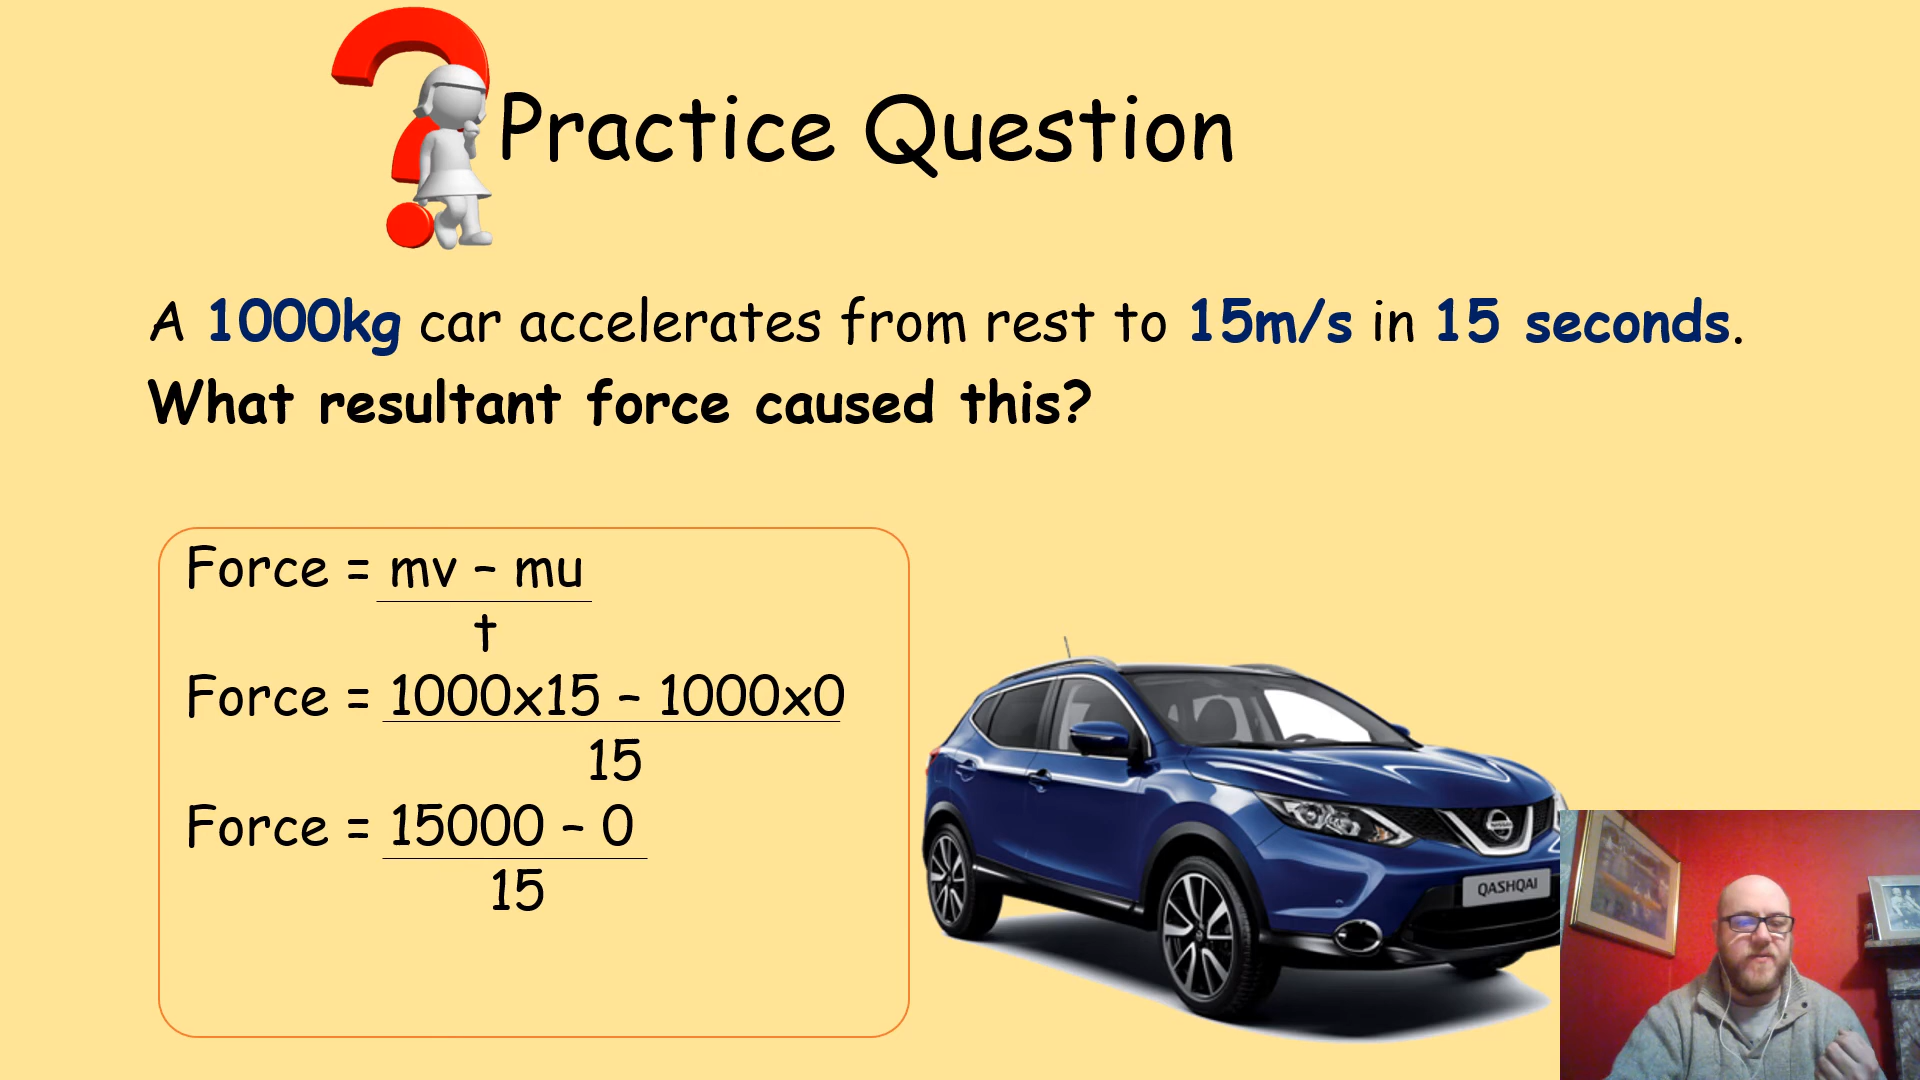 Practice Question
A 1000kg car accelerates from rest to 15m/s in 15 seconds.
What resultant force caused this?
Force = mv – mu
t
Force = 1000x15 – 1000x0
15
Force = 15000 – 0
15
QASHQAI